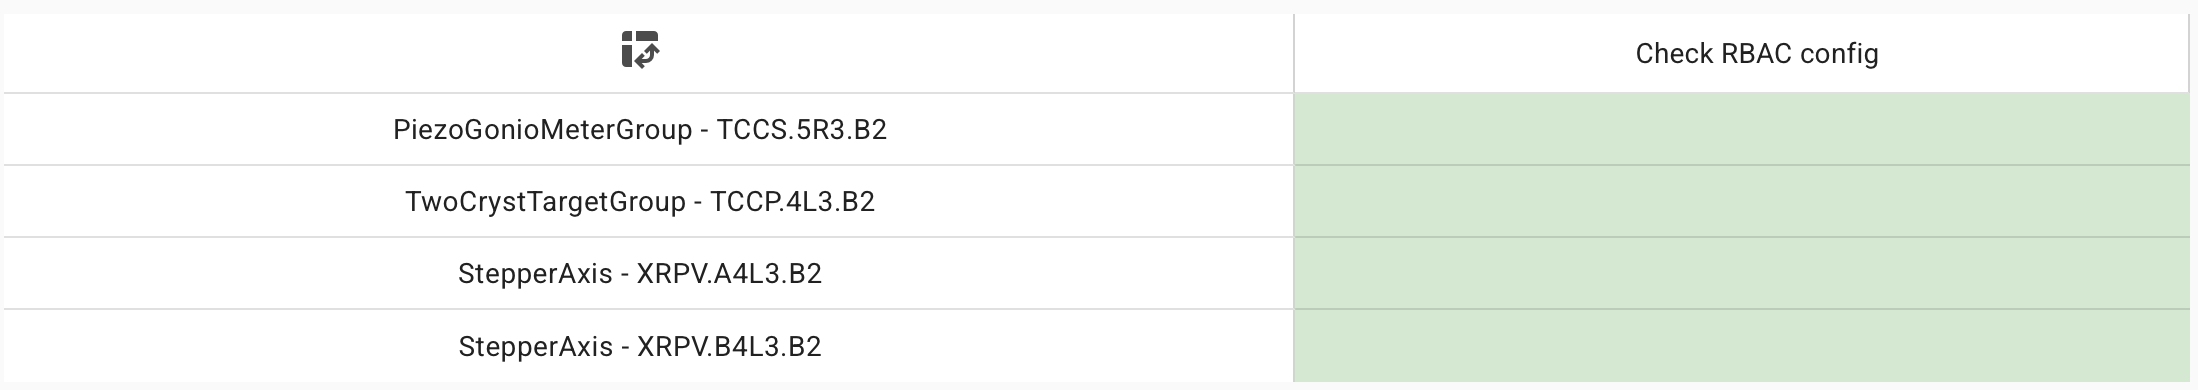 Check RBAC config
PiezoGonioMeterGroup - TCCS.5R3.B2
TwoCrystTargetGroup - TCCP.4L3.B2
StepperAxis - XRPV.A4L3.B2
StepperAxis - XRPV.B4L3.B2